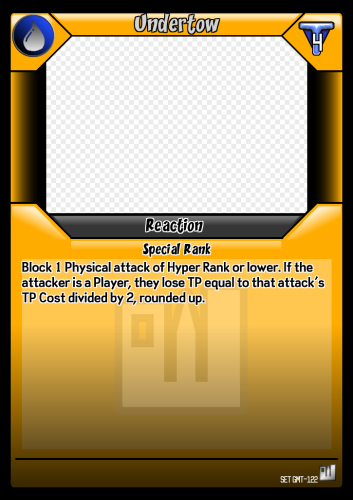 Undertow
4
Reaction
Special Rank
Block 1 Physical attack of Hyper Rank or lower. If the
attacker is a Player, they lose TP equal to that attack's
TP Cost divided by 2, rounded up.
SET GMT-122